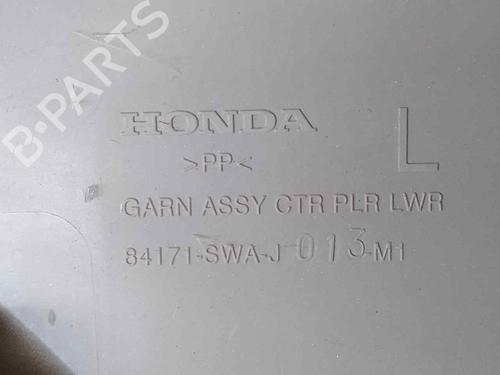 B-PARTS
HONDA
>PP<
L
GARN ASSY CTR PLR LWR
84171-SWA-J 013-M1